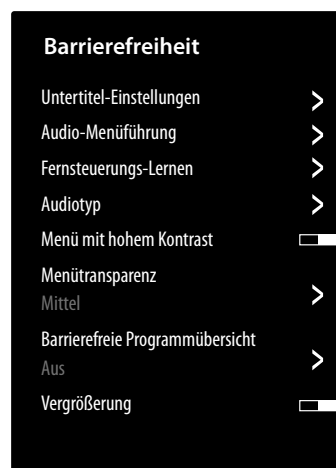 Barrierefreiheit
Untertitel-Einstellungen
Audio-Menüführung
Fernsteuerungs-Lernen
Audiotyp
Menü mit hohem Kontrast
Menütransparenz
Mittel
Barrierefreie Programmübersicht
Aus
Vergrößerung